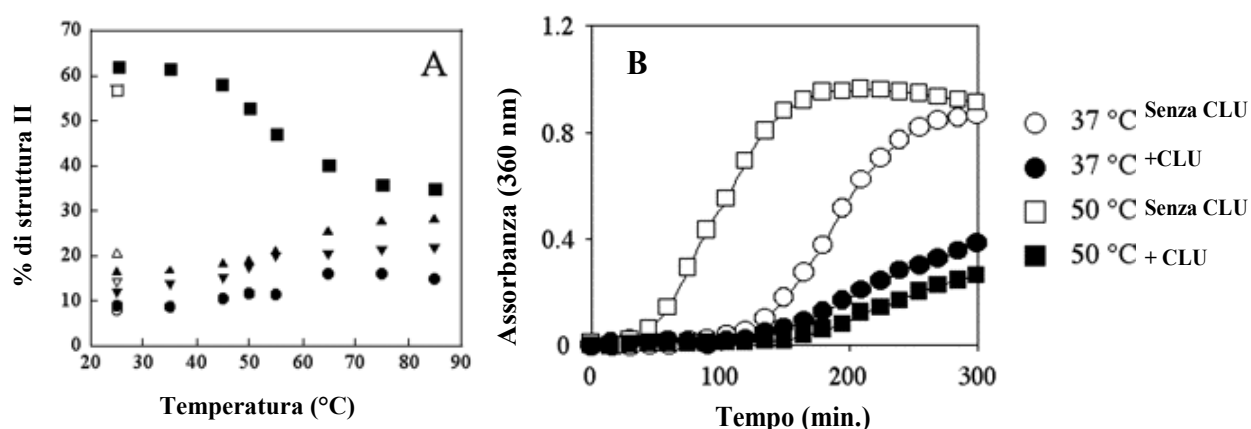 A
% di struttura II
70
60
50
40
30
20
10
0
20 30 40 50 60 70 80 90
Temperatura (°C)
B
Assorbanza (360 nm)
1.2
0.8
0.4
0
0 100 200 300
Tempo (min.)
37 °C Senza CLU
37 °C +CLU
50 °C Senza CLU
50 °C + CLU